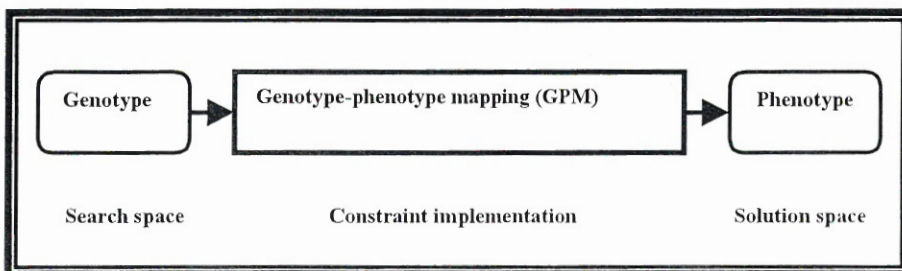 Genotype
Genotype-phenotype mapping (GPM)
Phenotype
Search space
Constraint implementation
Solution space